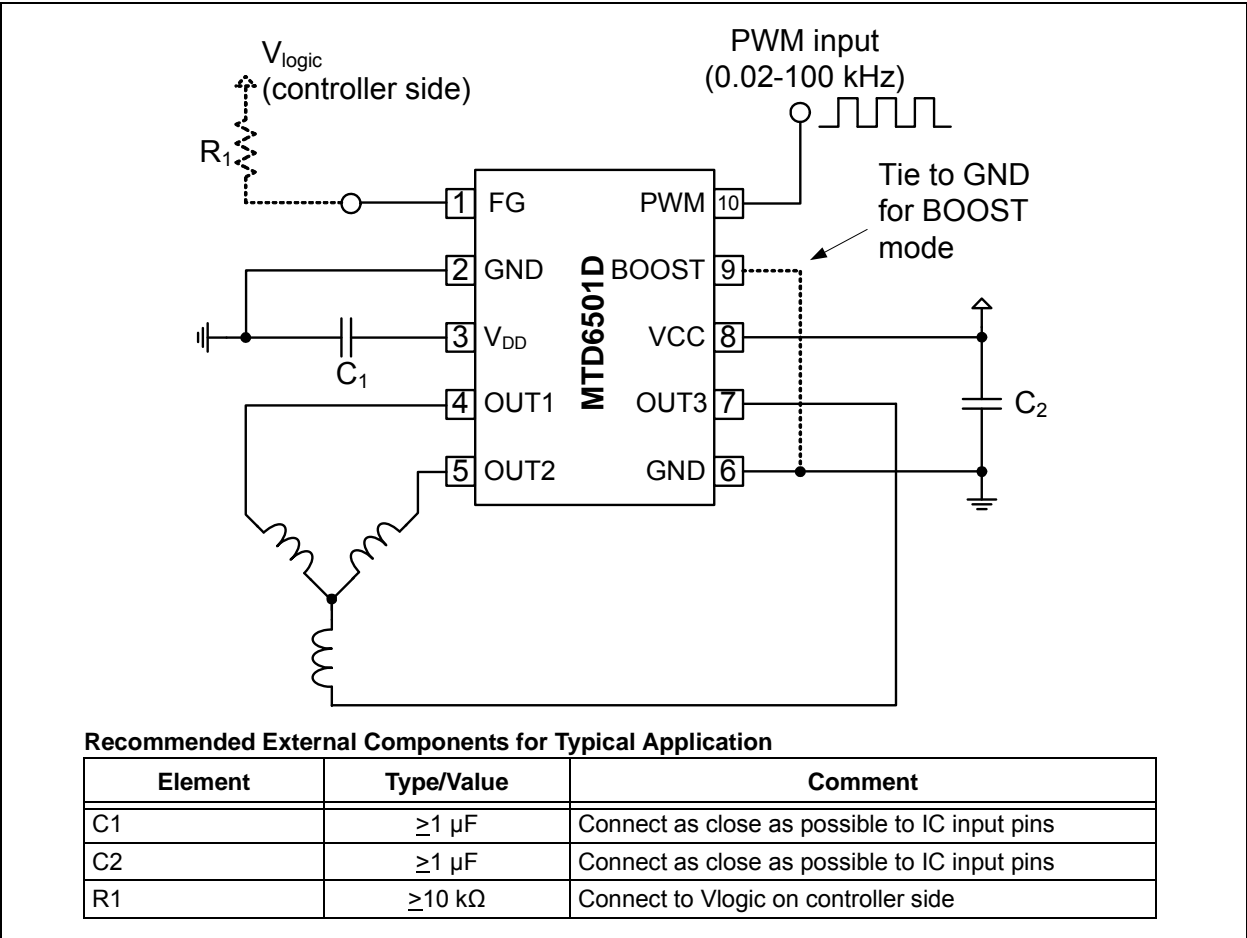 V_logic
(controller side)
PWM input
(0.02-100 kHz)
R₁
Tie to GND
for BOOST
mode
1 FG
PWM 10
2 GND
BOOST 9
3 V_DD
VCC 8
4 OUT1
OUT3 7
5 OUT2
GND 6
MTD6501D
C₁
C₂
Recommended External Components for Typical Application
Element Type/Value Comment
C1 ≥1 µF Connect as close as possible to IC input pins
C2 ≥1 µF Connect as close as possible to IC input pins
R1 ≥10 kΩ Connect to Vlogic on controller side